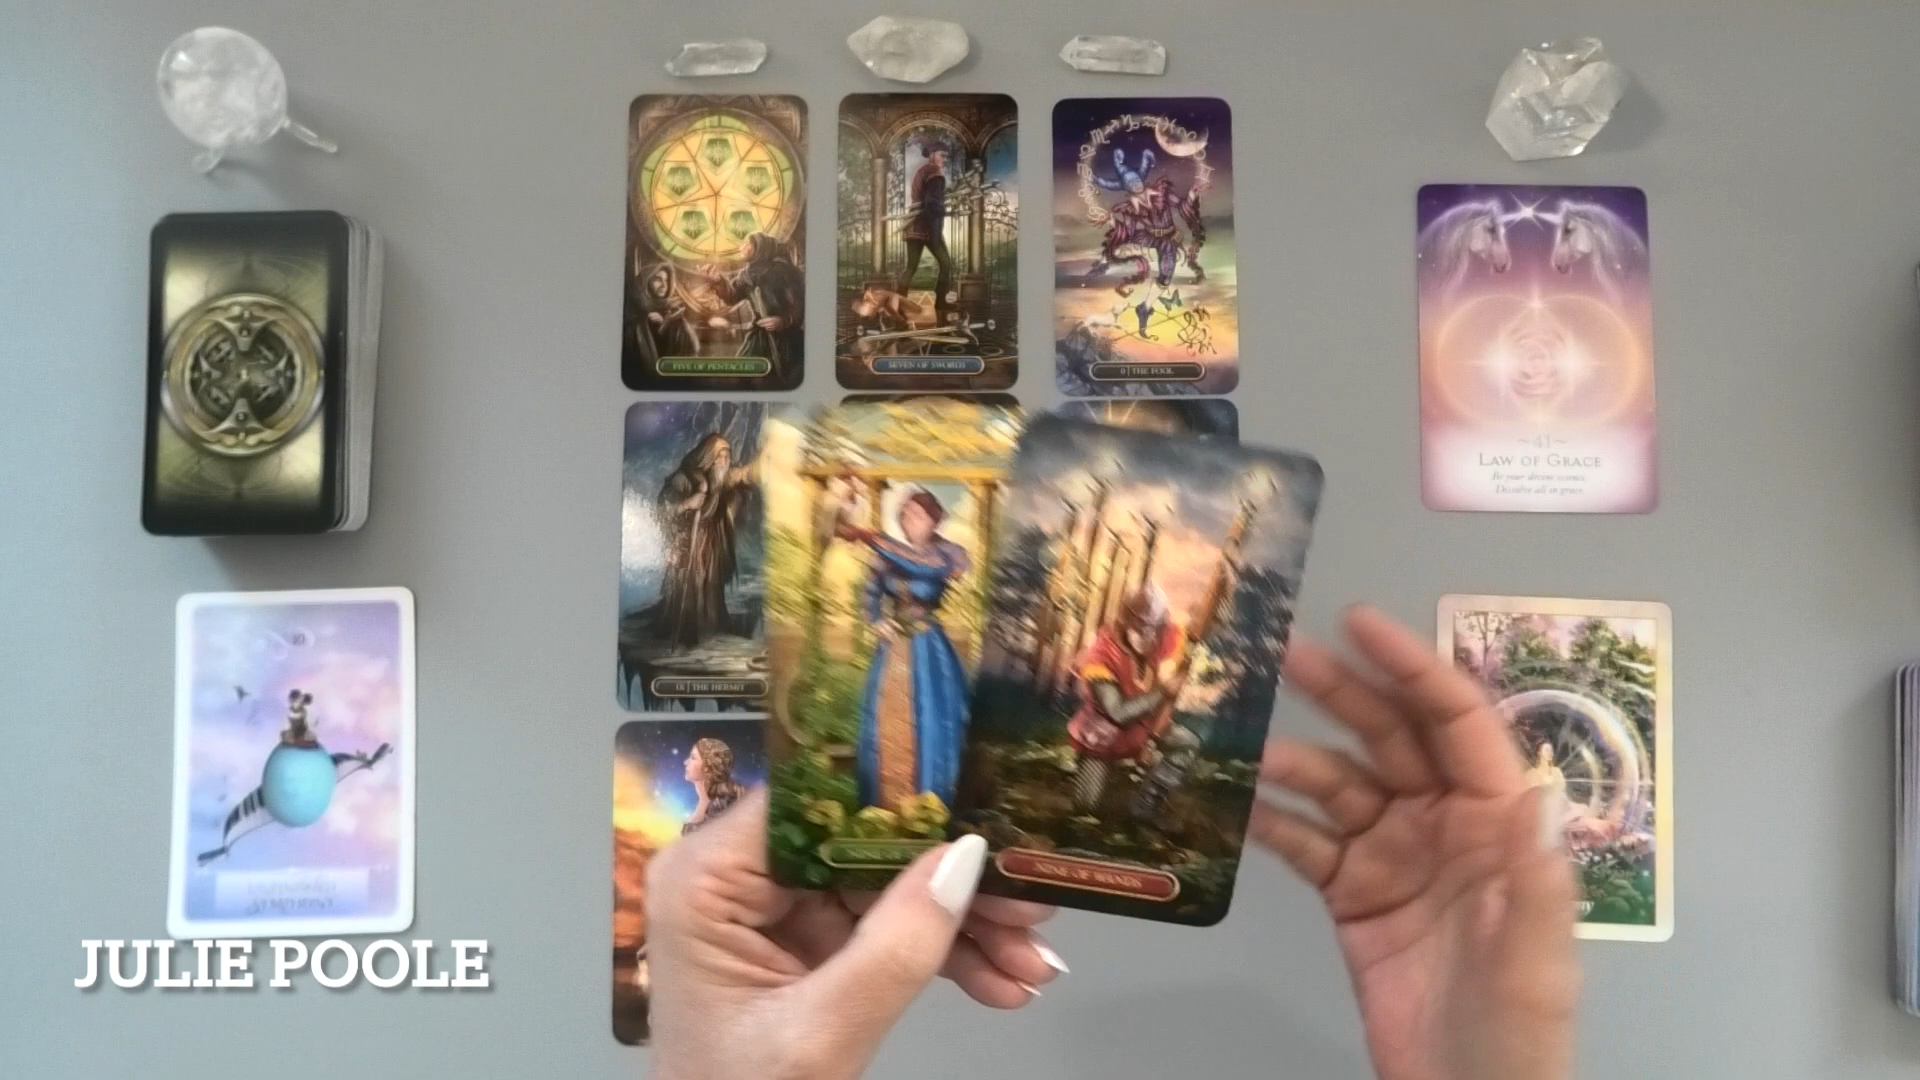 FIVE OF PENTACLES
SEVEN OF SWORDS
0 | THE FOOL
~41~
LAW OF GRACE
Be your divine essence.
Dissolve all in grace.
IX | THE HERMIT
NINE OF WANDS
JULIE POOLE